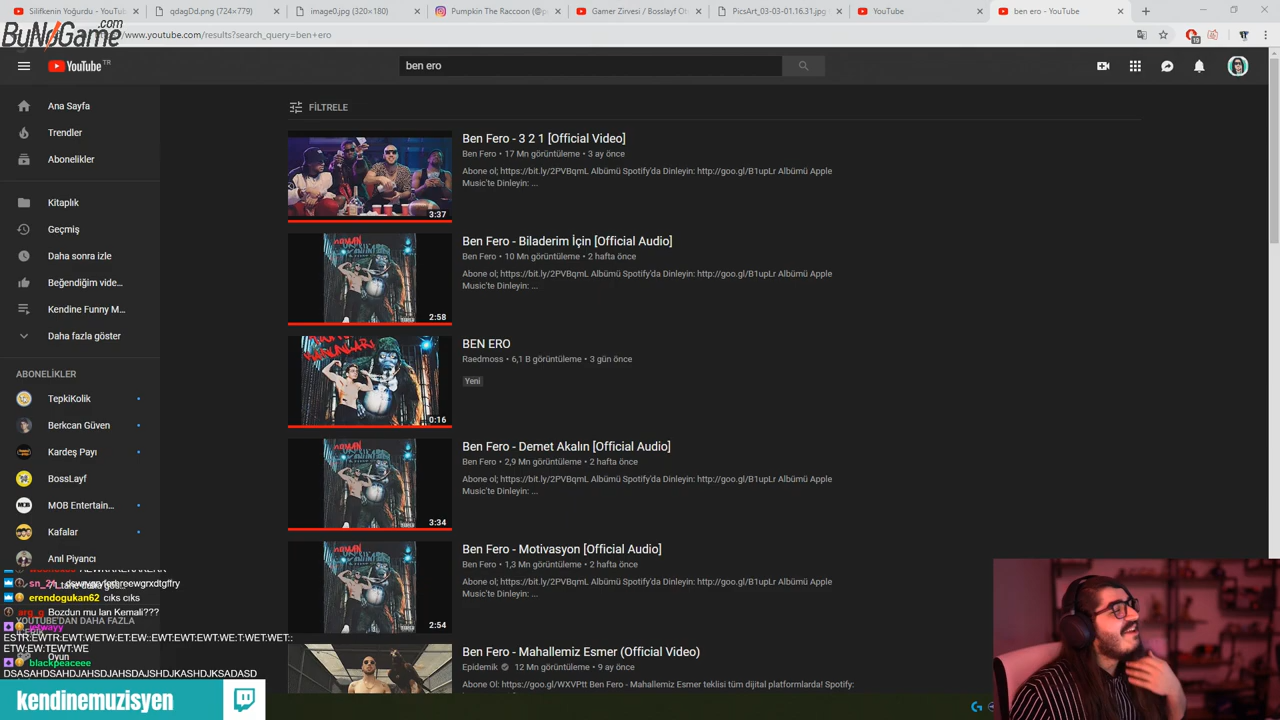 Silifkenin Yoğurdu - YouTub
qdagDd.png (724×779)
image0.jpg (320×180)
Pumpkin The Raccoon (@p
Gamer Zirvesi / Bosslayf Ot
PicsArt_03-03-01.16.31.jpg
YouTube
ben ero - YouTube
ByNoGame.com
www.youtube.com/results?search_query=ben+ero
19
YouTube TR
ben ero
Ana Sayfa
Trendler
Abonelikler
Kitaplık
Geçmiş
Daha sonra izle
Beğendiğim vide...
Kendine Funny M...
Daha fazla göster
ABONELİKLER
TepkiKolik
Berkcan Güven
Kardeş Payı
BossLayf
MOB Entertain...
Kafalar
Anıl Piyancı
FİLTRELE
3:37
Ben Fero - 3 2 1 [Official Video]
Ben Fero • 17 Mn görüntüleme • 3 ay önce
Abone ol; https://bit.ly/2PVBqmL Albümü Spotify'da Dinleyin: http://goo.gl/B1upLr Albümü Apple
Music'te Dinleyin: ...
2:58
Ben Fero - Biladerim İçin [Official Audio]
Ben Fero • 10 Mn görüntüleme • 2 hafta önce
Abone ol; https://bit.ly/2PVBqmL Albümü Spotify'da Dinleyin: http://goo.gl/B1upLr Albümü Apple
Music'te Dinleyin: ...
0:16
BEN ERO
Raedmoss • 6,1 B görüntüleme • 3 gün önce
Yeni
3:34
Ben Fero - Demet Akalın [Official Audio]
Ben Fero • 2,9 Mn görüntüleme • 2 hafta önce
Abone ol; https://bit.ly/2PVBqmL Albümü Spotify'da Dinleyin: http://goo.gl/B1upLr Albümü Apple
Music'te Dinleyin: ...
2:54
Ben Fero - Motivasyon [Official Audio]
Ben Fero • 1,3 Mn görüntüleme • 2 hafta önce
Abone ol; https://bit.ly/2PVBqmL Albümü Spotify'da Dinleyin: http://goo.gl/B1upLr Albümü Apple
Music'te Dinleyin: ...
Ben Fero - Mahallemiz Esmer (Official Video)
Epidemik • 12 Mn görüntüleme • 9 ay önce
Abone Ol: https://goo.gl/WXVPtt Ben Fero - Mahallemiz Esmer teklisi tüm dijital platformlarda! Spotify:
erendogukan62 cıks cıks
arg_g Bozdun mu lan Kemali???
YOUTUBE'DAN DAHA FAZLA
jetwayy
ESTR:EWTR:EWT:WETW:ET:EW::EWT:EWT:EWT:WE:T:WET:WET::
ETW:EW:TEWT:WE
Oyun
blackpeaceee
DSASAHDSAHDJAHSDJAHSDAJSHDJKASHDJKSADASD
kendinemuzisyen